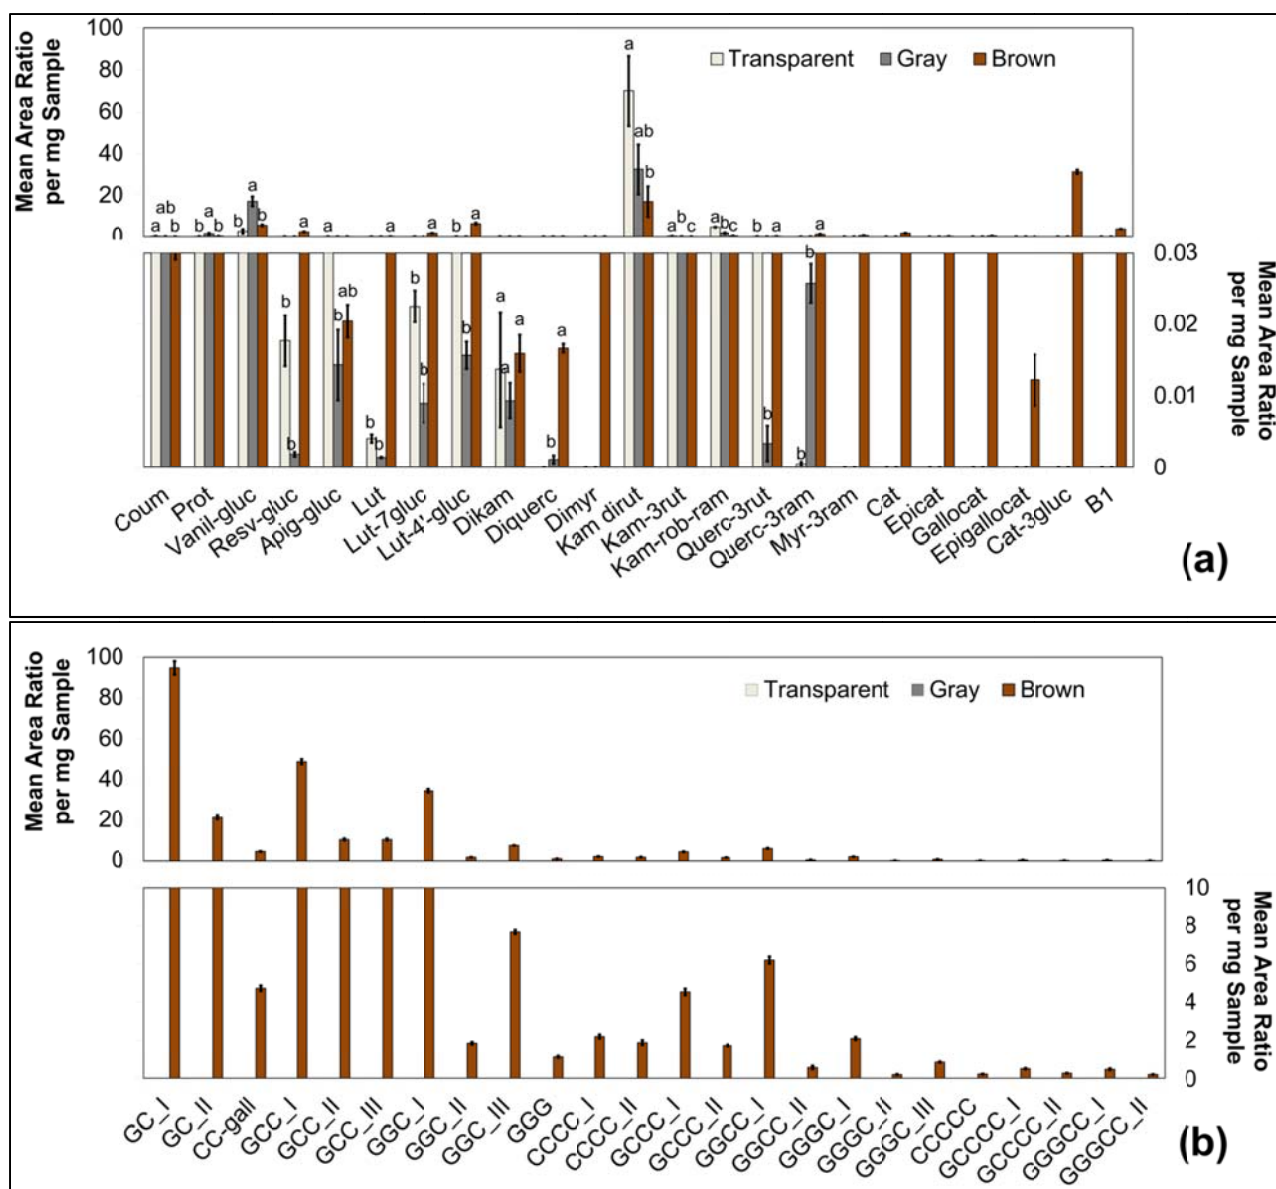 100
80
60
40
20
0
Mean Area Ratio
per mg Sample
Transparent Gray Brown
a ab b
b a b
b a b
a
a
a
a
b a
a ab b
a b c
a b c
b a
a
0.03
0.02
0.01
0
Mean Area Ratio
per mg Sample
b b
b ab
b b
b b
b
a a a
b a
b
b
Coum
Prot
Vanil-gluc
Resv-gluc
Apig-gluc
Lut
Lut-7gluc
Lut-4'-gluc
Dikam
Diquerc
Dimyr
Kam dirut
Kam-3rut
Kam-rob-ram
Querc-3rut
Querc-3ram
Myr-3ram
Cat
Epicat
Gallocat
Epigallocat
Cat-3gluc
B1
(a)
100
80
60
40
20
0
Mean Area Ratio
per mg Sample
Transparent Gray Brown
10
8
6
4
2
0
Mean Area Ratio
per mg Sample
GC_I
GC_II
CC-gall
GCC_I
GCC_II
GCC_III
GGC_I
GGC_II
GGC_III
GGG
CCCC_I
CCCC_II
GCCC_I
GCCC_II
GGCC_I
GGCC_II
GGGC_I
GGGC_II
GGGC_III
CCCCC
GCCCC_I
GCCCC_II
GGGCC_I
GGGCC_II
(b)